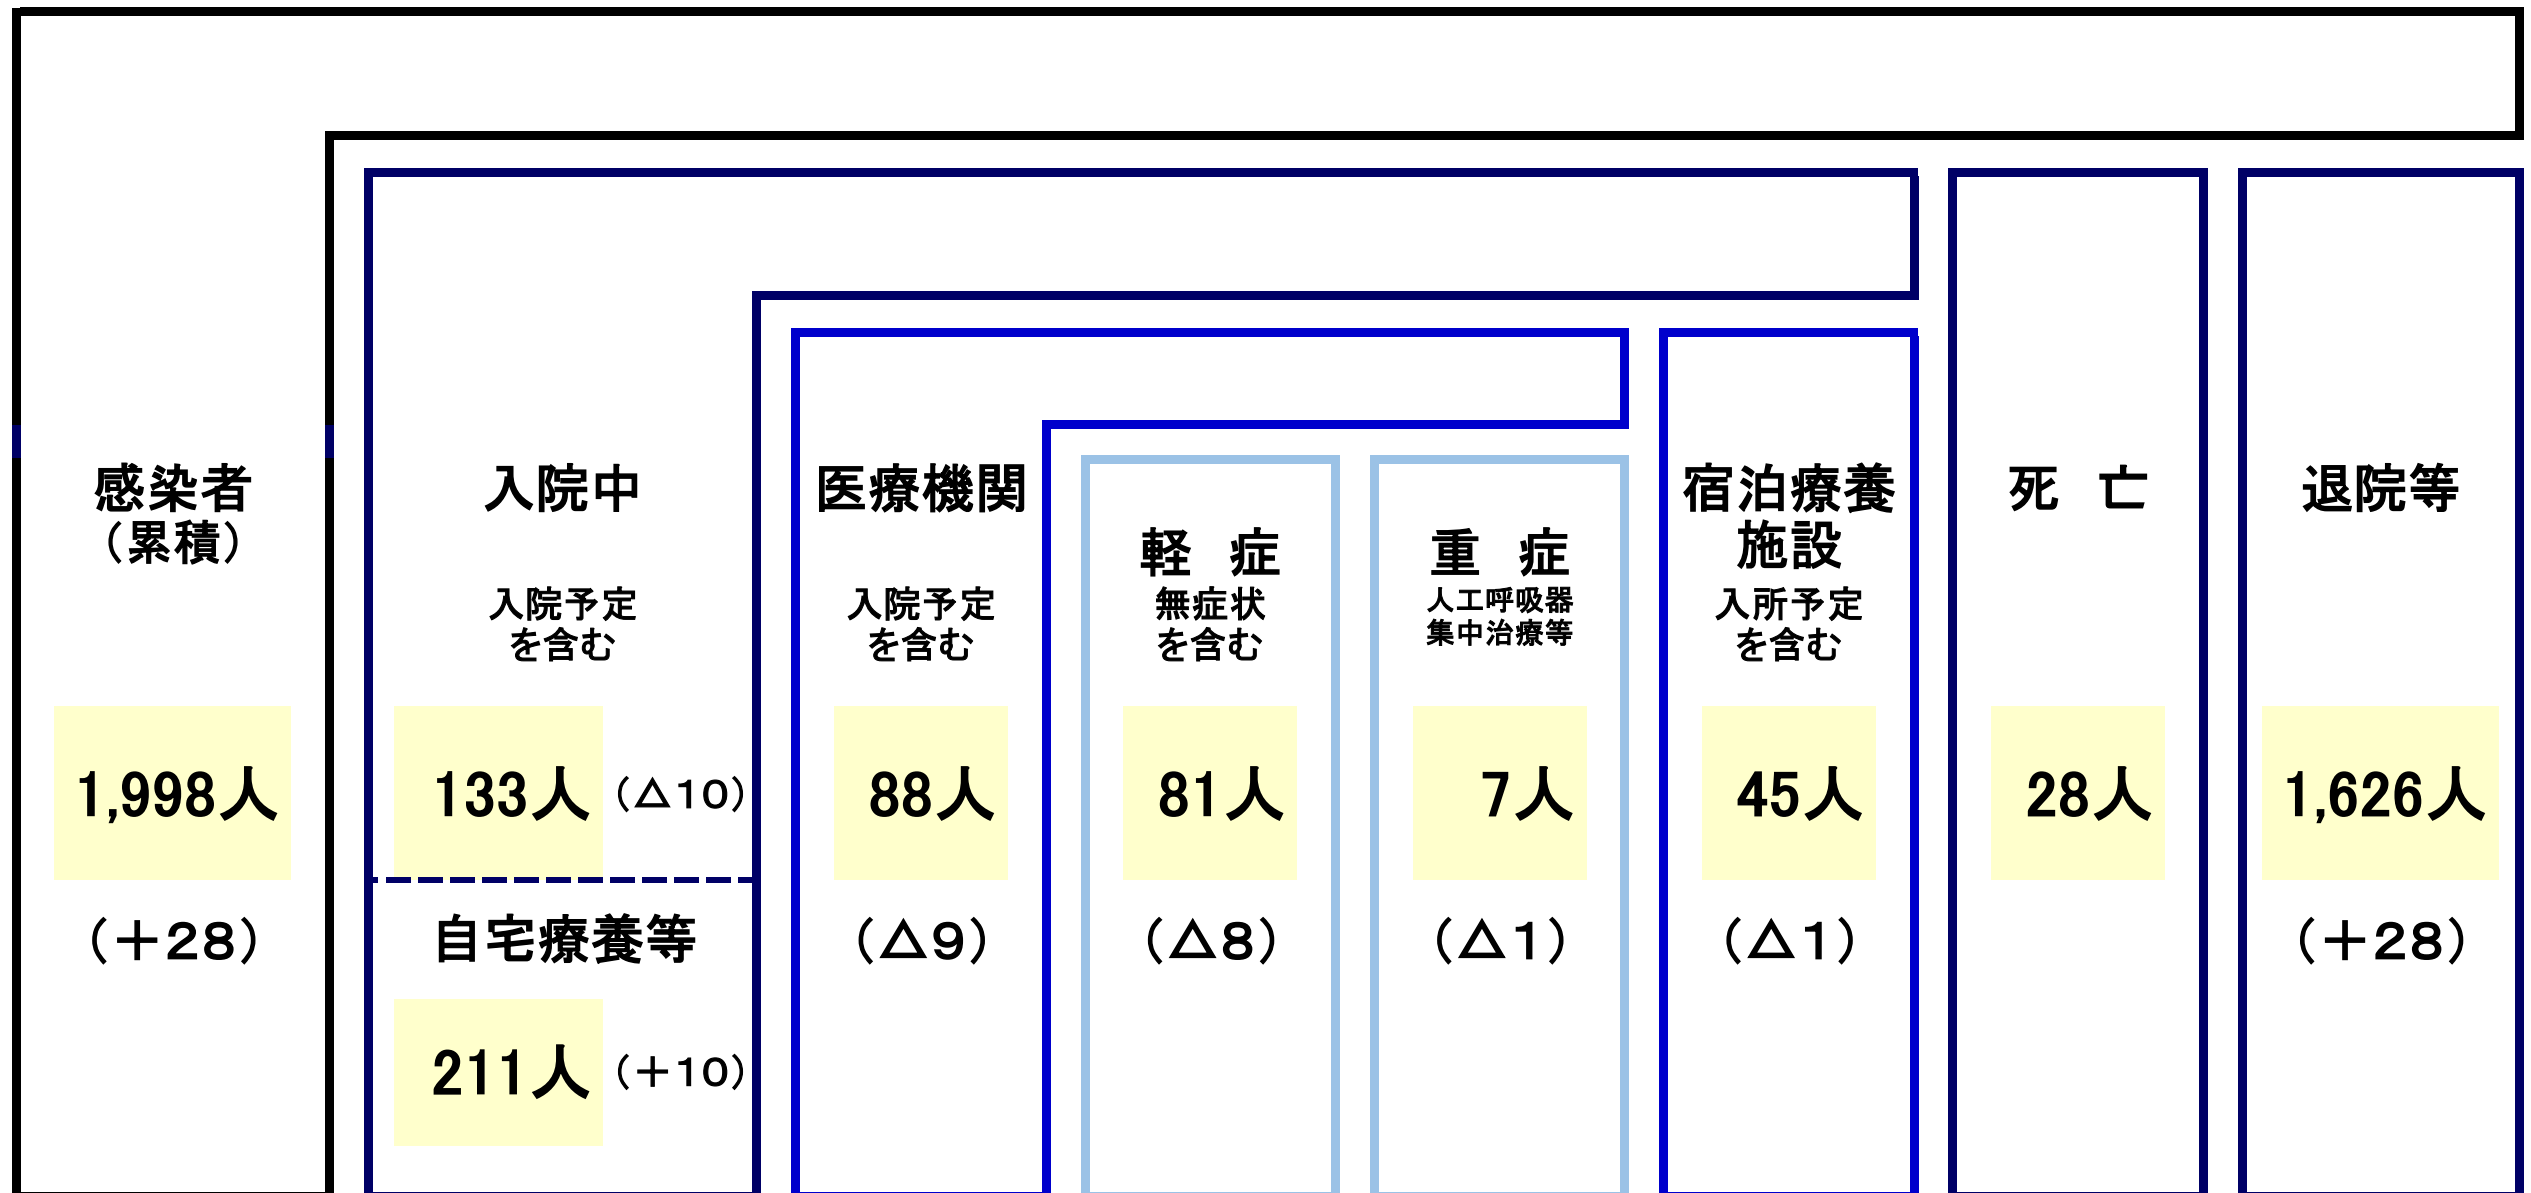 感染者
（累積）
1,998人
（＋28）
入院中
入院予定
を含む
133人（△10）
自宅療養等
211人（＋10）
医療機関
入院予定
を含む
88人
（△9）
軽　症
無症状
を含む
81人
（△8）
重　症
人工呼吸器
集中治療等
7人
（△1）
宿泊療養
施設
入所予定
を含む
45人
（△1）
死　亡
28人
退院等
1,626人
（＋28）